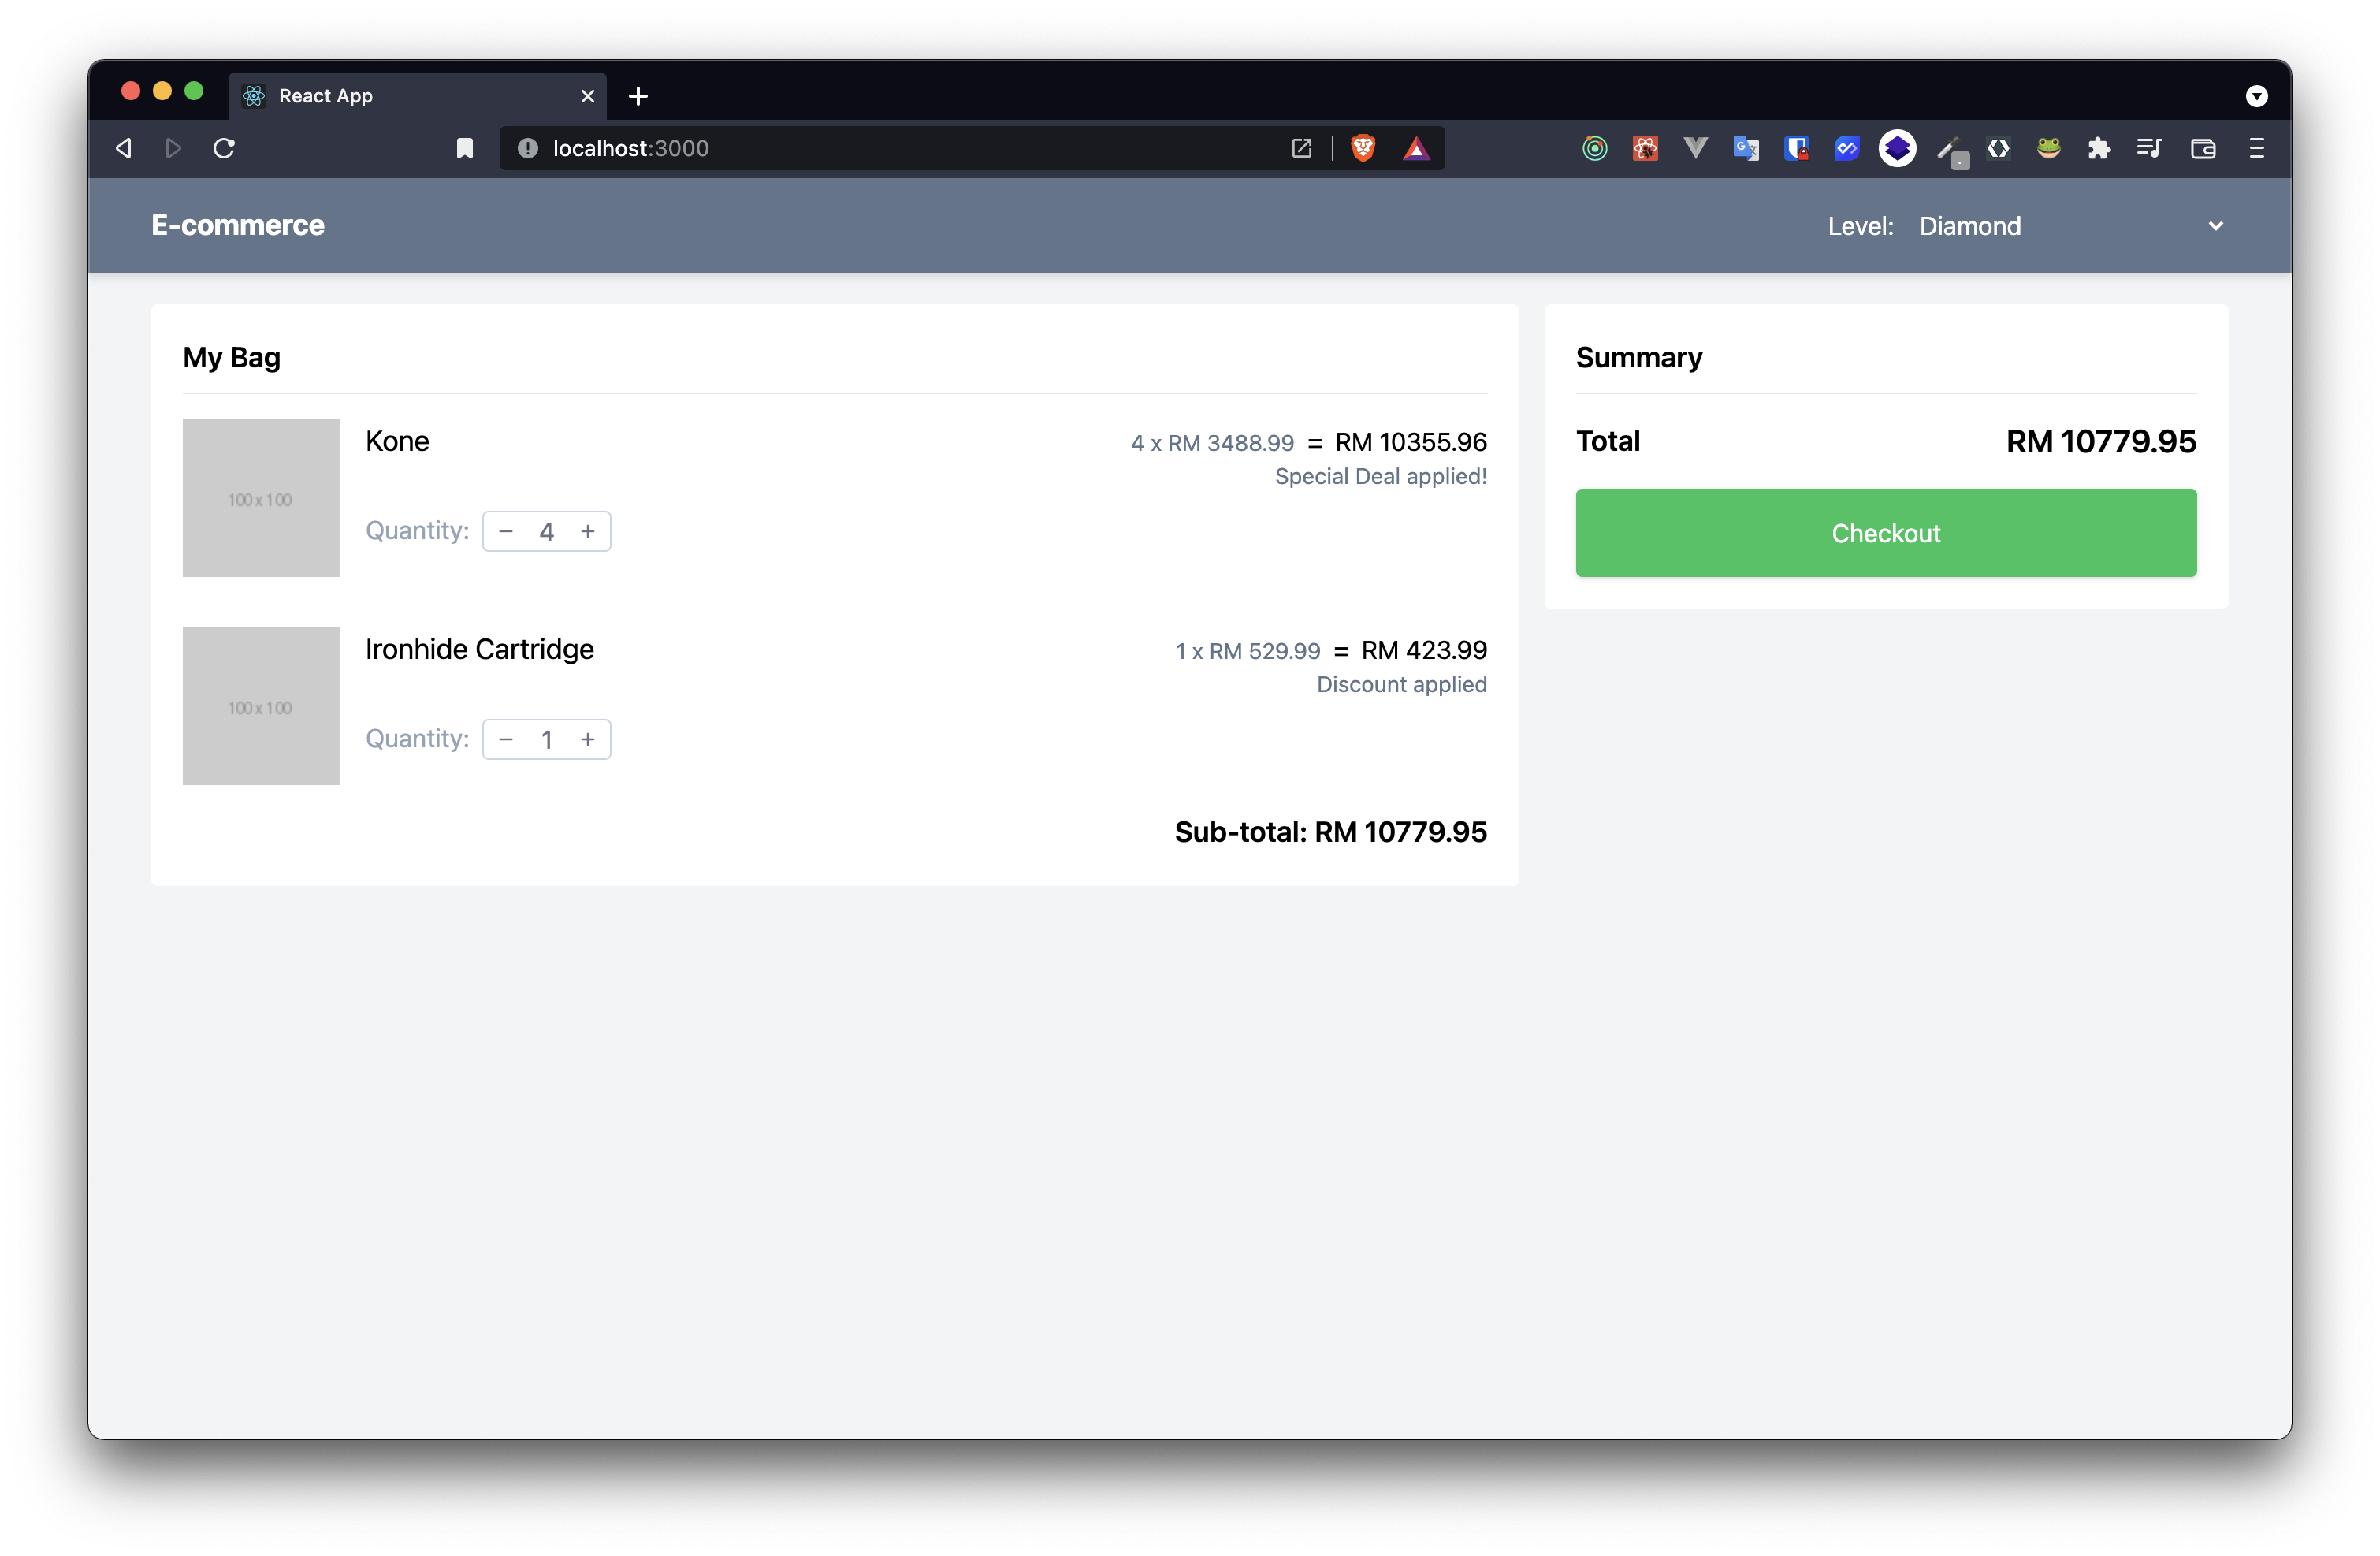 React App
localhost:3000
E-commerce
Level: Diamond
My Bag
100 x 100
Kone
4 x RM 3488.99 = RM 10355.96
Special Deal applied!
Quantity: − 4 +
100 x 100
Ironhide Cartridge
1 x RM 529.99 = RM 423.99
Discount applied
Quantity: − 1 +
Sub-total: RM 10779.95
Summary
Total RM 10779.95
Checkout